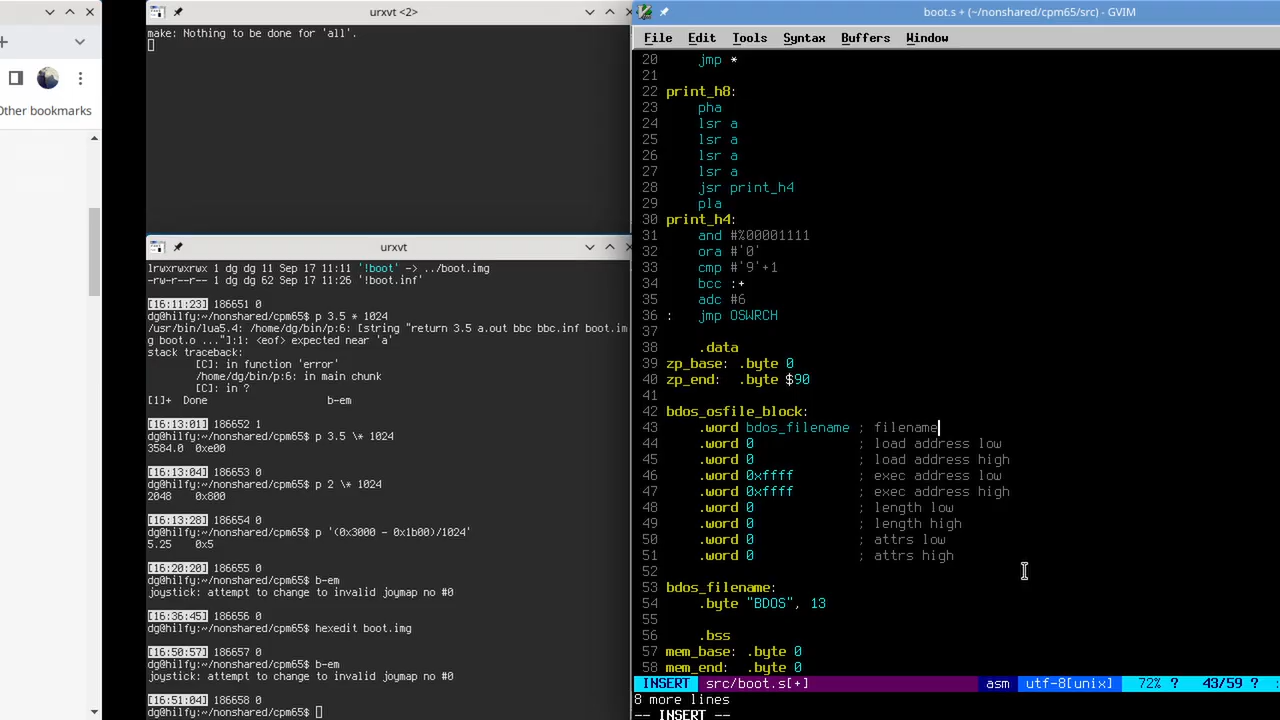 Other bookmarks
urxvt <2>
make: Nothing to be done for 'all'.
urxvt
lrwxrwxrwx 1 dg dg 11 Sep 17 11:11 '!boot' -> ../boot.img
-rw-r--r-- 1 dg dg 62 Sep 17 11:26 '!boot.inf'
[16:11:23] 186651 0
dg@hilfy:~/nonshared/cpm65$ p 3.5 * 1024
/usr/bin/lua5.4: /home/dg/bin/p:6: [string "return 3.5 a.out bbc bbc.inf boot.im
g boot.o ..."]:1: <eof> expected near 'a'
stack traceback:
[C]: in function 'error'
/home/dg/bin/p:6: in main chunk
[C]: in ?
[1]+ Done b-em
[16:13:01] 186652 1
dg@hilfy:~/nonshared/cpm65$ p 3.5 \* 1024
3584.0 0xe00
[16:13:04] 186653 0
dg@hilfy:~/nonshared/cpm65$ p 2 \* 1024
2048 0x800
[16:13:28] 186654 0
dg@hilfy:~/nonshared/cpm65$ p '(0x3000 - 0x1b00)/1024'
5.25 0x5
[16:20:20] 186655 0
dg@hilfy:~/nonshared/cpm65$ b-em
joystick: attempt to change to invalid joymap no #0
[16:36:45] 186656 0
dg@hilfy:~/nonshared/cpm65$ hexedit boot.img
[16:50:57] 186657 0
dg@hilfy:~/nonshared/cpm65$ b-em
joystick: attempt to change to invalid joymap no #0
[16:51:04] 186658 0
dg@hilfy:~/nonshared/cpm65$
boot.s + (~/nonshared/cpm65/src) - GVIM
File Edit Tools Syntax Buffers Window
20 jmp *
21
22 print_h8:
23 pha
24 lsr a
25 lsr a
26 lsr a
27 lsr a
28 jsr print_h4
29 pla
30 print_h4:
31 and #%00001111
32 ora #'0'
33 cmp #'9'+1
34 bcc :+
35 adc #6
36 : jmp OSWRCH
37
38 .data
39 zp_base: .byte 0
40 zp_end: .byte $90
41
42 bdos_osfile_block:
43 .word bdos_filename ; filename
44 .word 0 ; load address low
45 .word 0 ; load address high
46 .word 0xffff ; exec address low
47 .word 0xffff ; exec address high
48 .word 0 ; length low
49 .word 0 ; length high
50 .word 0 ; attrs low
51 .word 0 ; attrs high
52
53 bdos_filename:
54 .byte "BDOS", 13
55
56 .bss
57 mem_base: .byte 0
58 mem_end: .byte 0
INSERT src/boot.s[+] asm utf-8[unix] 72% ? 43/59 ?
8 more lines
-- INSERT --